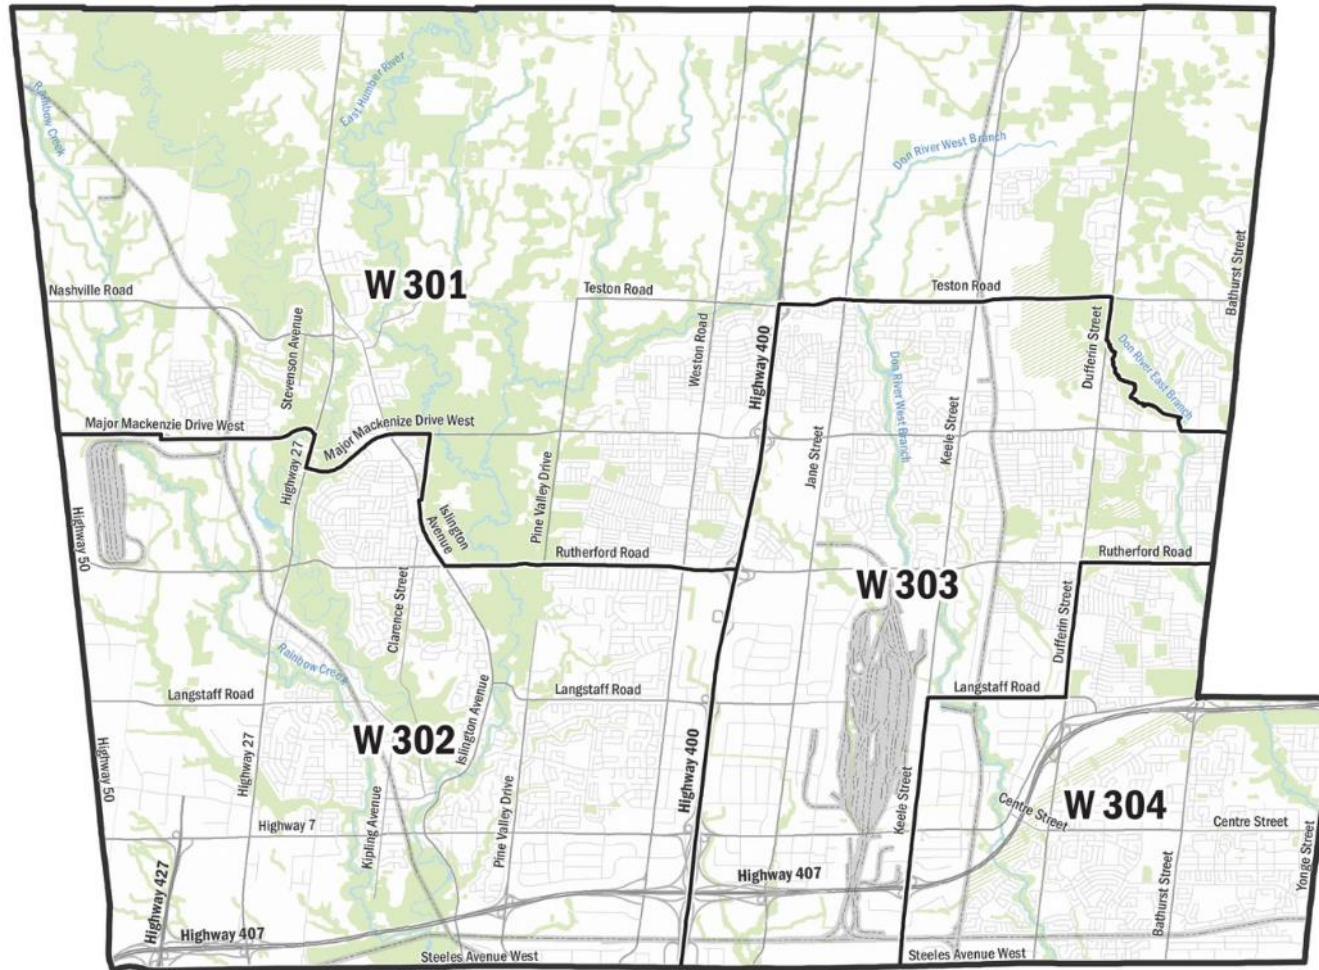 East Humber River
Rainbow Creek
Don River West Branch
W 301
Bathurst Street
Nashville Road
Teston Road
Teston Road
Stevenson Avenue
Weston Road
Highway 400
Dufferin Street
Don River East Branch
Don River West Branch
Keele Street
Jane Street
Major Mackenzie Drive West
Major Mackenize Drive West
Highway 27
Pine Valley Drive
Islington
Avenue
Highway 50
Rutherford Road
Rutherford Road
W 303
Clarence Street
Dufferin Street
Rainbow Creek
Langstaff Road
Langstaff Road
Langstaff Road
Islington Avenue
W 302
Highway 27
Highway 50
Highway 400
W 304
Centre Street
Centre Street
Keele Street
Highway 7
Kipling Avenue
Pine Valley Drive
Yonge Street
Bathurst Street
Highway 427
Highway 407
Highway 407
Steeles Avenue West
Steeles Avenue West